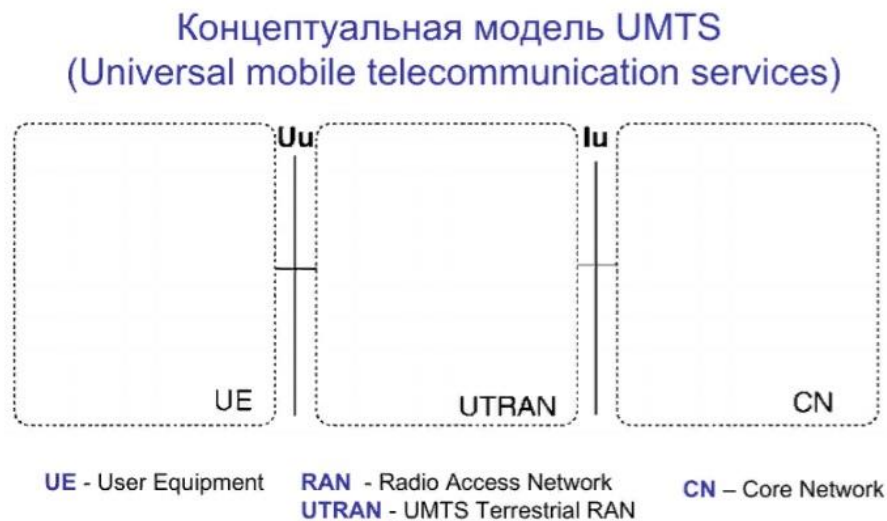 Концептуальная модель UMTS
(Universal mobile telecommunication services)
Uu
Iu
UE
UTRAN
CN
UE - User Equipment
RAN - Radio Access Network
UTRAN - UMTS Terrestrial RAN
CN – Core Network